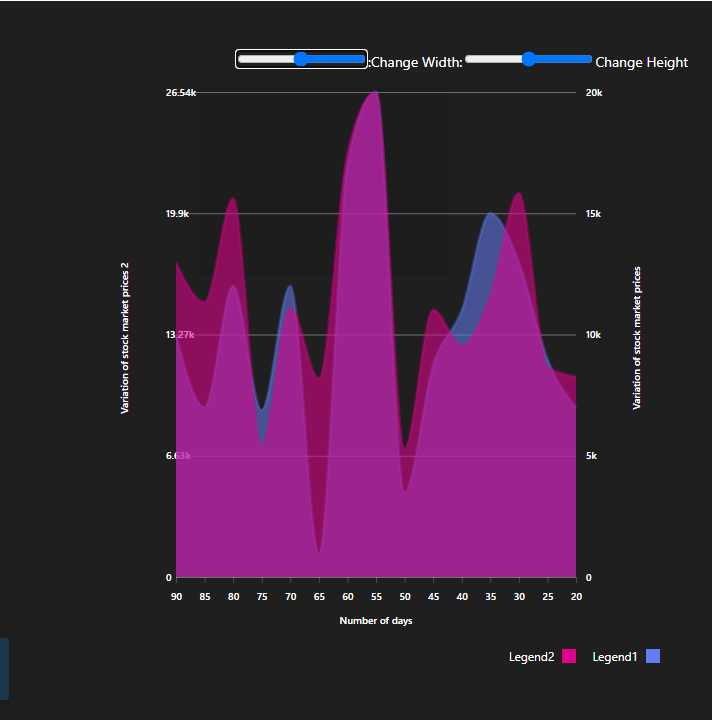 :Change Width: Change Height
26.54k 20k
19.9k 15k
13.27k 10k
6.63k 5k
0 0
Variation of stock market prices 2
Variation of stock market prices
90 85 80 75 70 65 60 55 50 45 40 35 30 25 20
Number of days
Legend2 Legend1